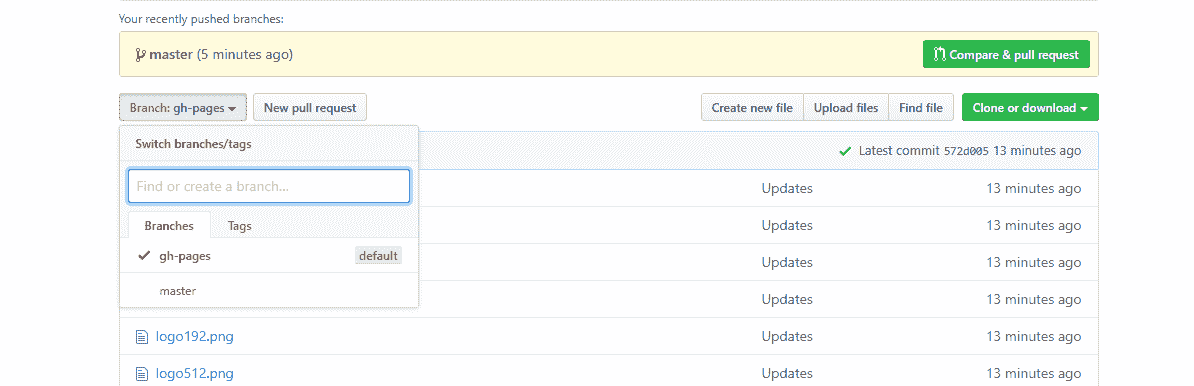 Your recently pushed branches:
master (5 minutes ago) Compare & pull request
Branch: gh-pages New pull request Create new file Upload files Find file Clone or download
Switch branches/tags
Latest commit 572d005 13 minutes ago
Find or create a branch...
Updates 13 minutes ago
Branches Tags
Updates 13 minutes ago
gh-pages default
Updates 13 minutes ago
master
Updates 13 minutes ago
logo192.png Updates 13 minutes ago
logo512.png Updates 13 minutes ago